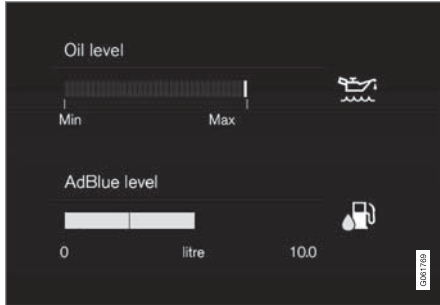 Oil level
Min Max
AdBlue level
0 litre 10.0
G061769